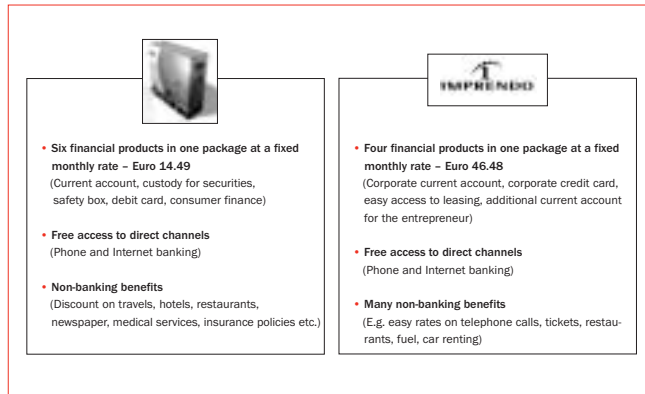 • Six financial products in one package at a fixed
monthly rate – Euro 14.49
(Current account, custody for securities,
safety box, debit card, consumer finance)
• Free access to direct channels
(Phone and Internet banking)
• Non-banking benefits
(Discount on travels, hotels, restaurants,
newspaper, medical services, insurance policies etc.)
IMPRENDO
• Four financial products in one package at a fixed
monthly rate – Euro 46.48
(Corporate current account, corporate credit card,
easy access to leasing, additional current account
for the entrepreneur)
• Free access to direct channels
(Phone and Internet banking)
• Many non-banking benefits
(E.g. easy rates on telephone calls, tickets, restau-
rants, fuel, car renting)